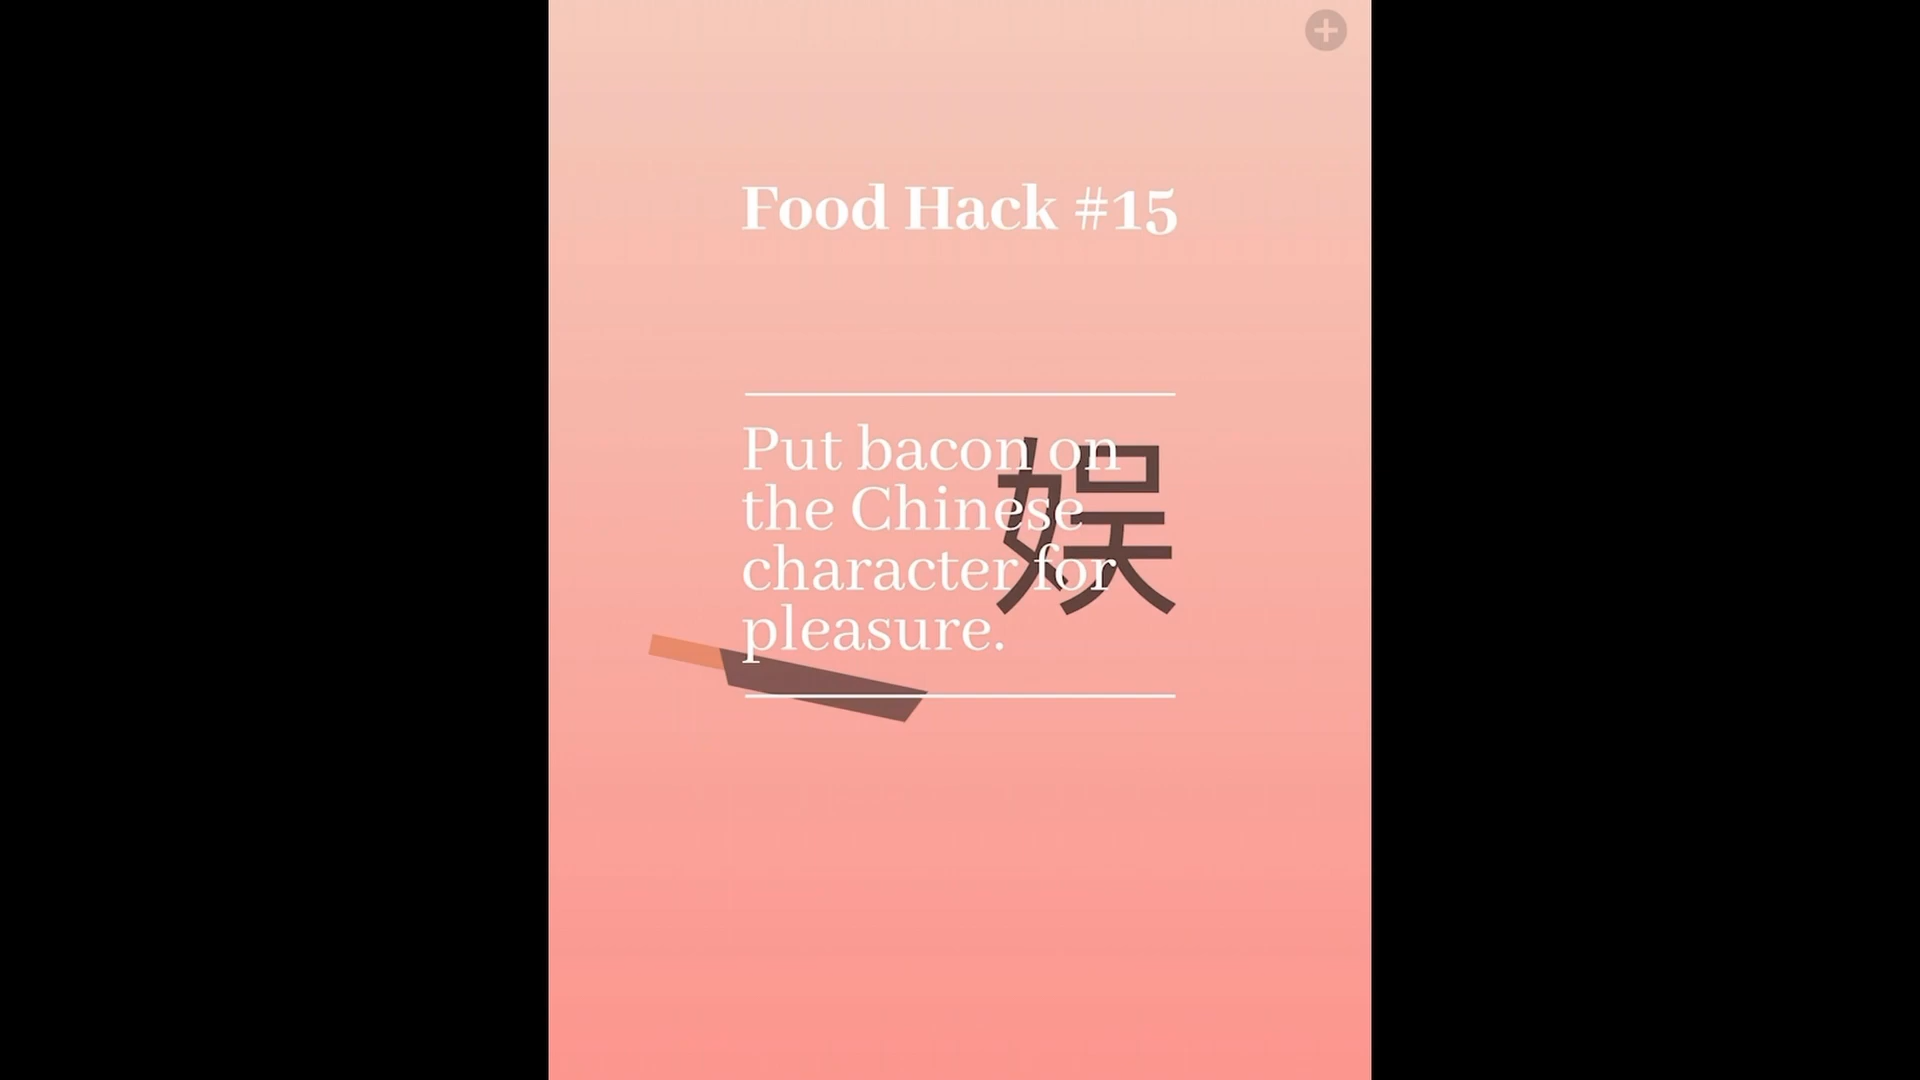 Food Hack #15
Put bacon on
the Chinese
character for
pleasure.
娱